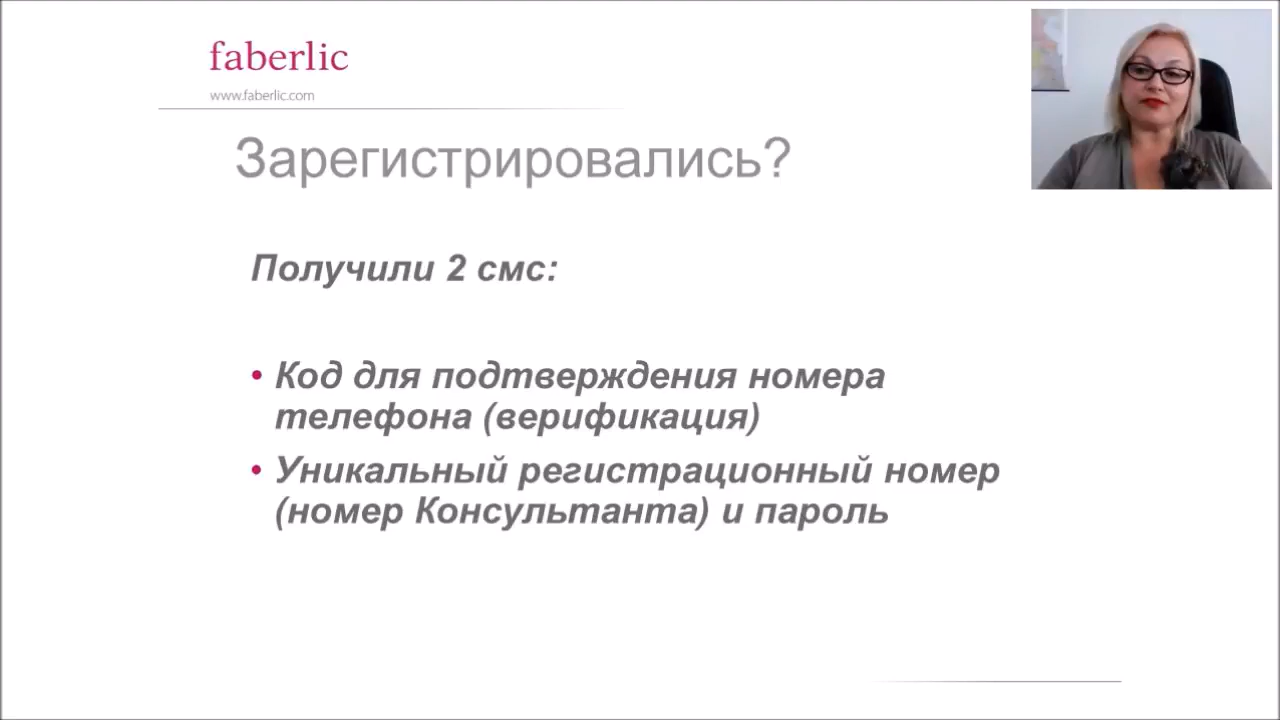 faberlic
www.faberlic.com
Зарегистрировались?
Получили 2 смс:
• Код для подтверждения номера
телефона (верификация)
• Уникальный регистрационный номер
(номер Консультанта) и пароль